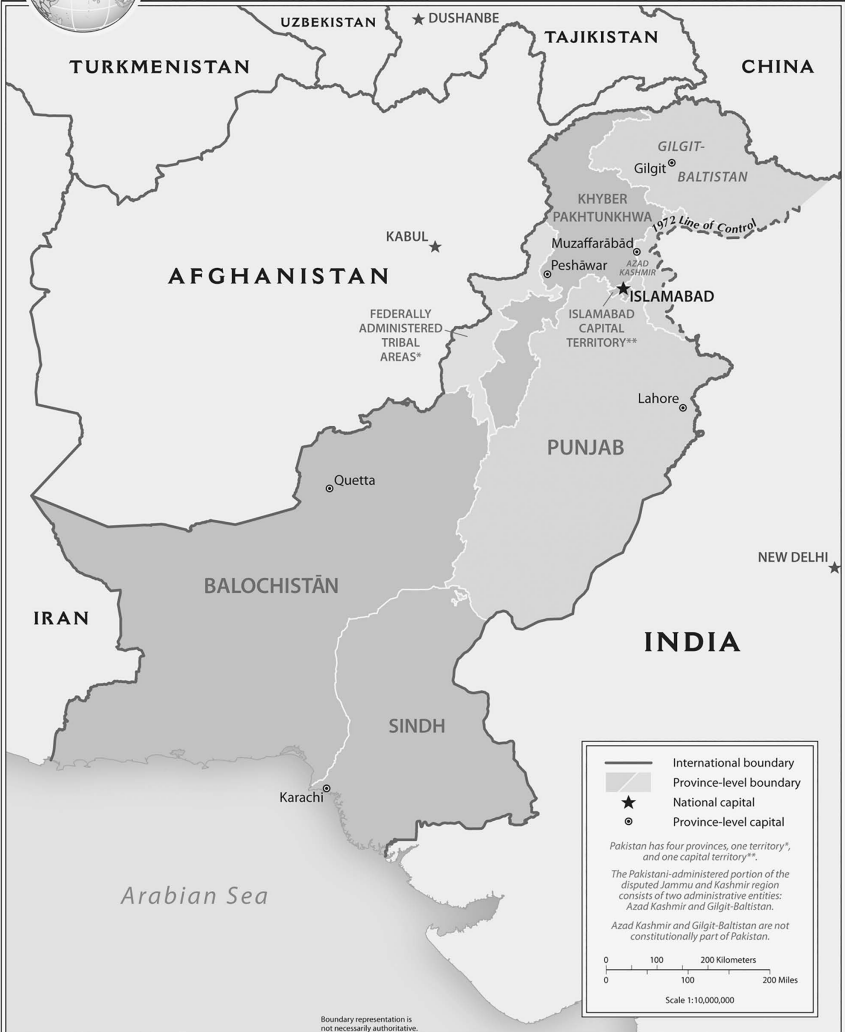 UZBEKISTAN
DUSHANBE
TAJIKISTAN
TURKMENISTAN
CHINA
GILGIT-
BALTISTAN
Gilgit
KHYBER
PAKHTUNKHWA
1972 Line of Control
KABUL
Muzaffarābād
AZAD
KASHMIR
Peshāwar
AFGHANISTAN
ISLAMABAD
FEDERALLY
ADMINISTERED
TRIBAL
AREAS*
ISLAMABAD
CAPITAL
TERRITORY**
Lahore
PUNJAB
Quetta
NEW DELHI
BALOCHISTĀN
IRAN
INDIA
SINDH
Karachi
Arabian Sea
International boundary
Province-level boundary
National capital
Province-level capital
Pakistan has four provinces, one territory*,
and one capital territory**.
The Pakistani-administered portion of the
disputed Jammu and Kashmir region
consists of two administrative entities:
Azad Kashmir and Gilgit-Baltistan.
Azad Kashmir and Gilgit-Baltistan are not
constitutionally part of Pakistan.
0 100 200 Kilometers
0 100 200 Miles
Scale 1:10,000,000
Boundary representation is
not necessarily authoritative.